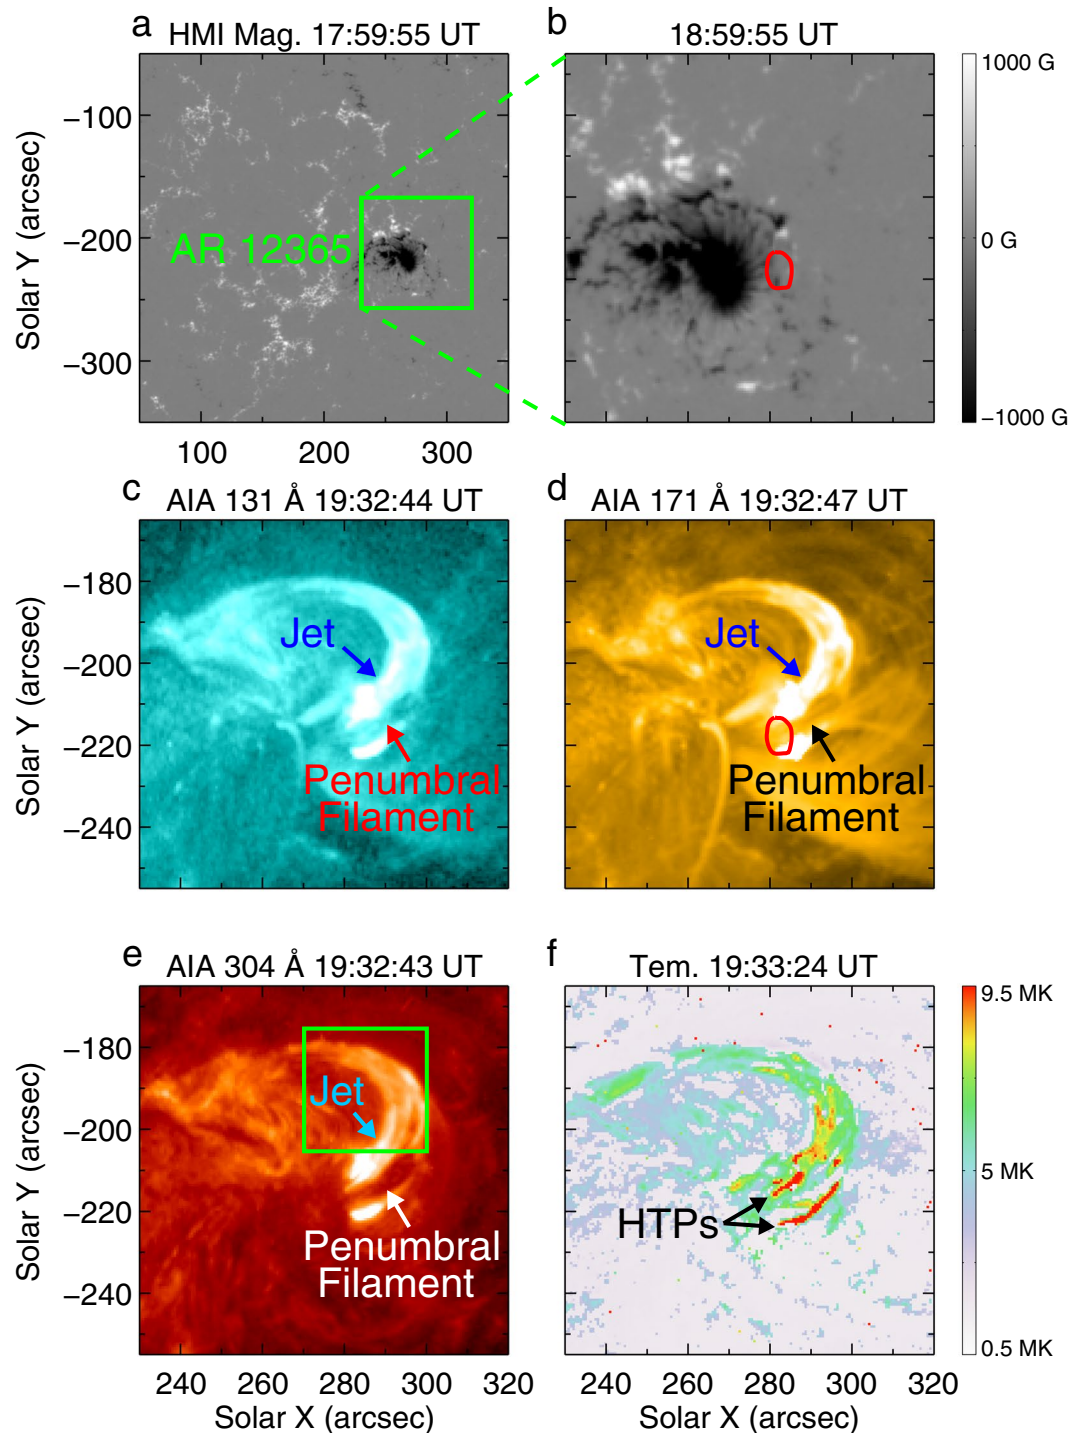 a
HMI Mag. 17:59:55 UT
b
18:59:55 UT
Solar Y (arcsec)
−100
−200
−300
AR 12365
100
200
300
1000 G
0 G
−1000 G
c
AIA 131 Å 19:32:44 UT
d
AIA 171 Å 19:32:47 UT
Solar Y (arcsec)
−180
−200
−220
−240
Jet
Penumbral
Filament
Jet
Penumbral
Filament
e
AIA 304 Å 19:32:43 UT
f
Tem. 19:33:24 UT
Solar Y (arcsec)
−180
−200
−220
−240
Jet
Penumbral
Filament
HTPs
9.5 MK
5 MK
0.5 MK
240
260
280
300
320
Solar X (arcsec)
240
260
280
300
320
Solar X (arcsec)